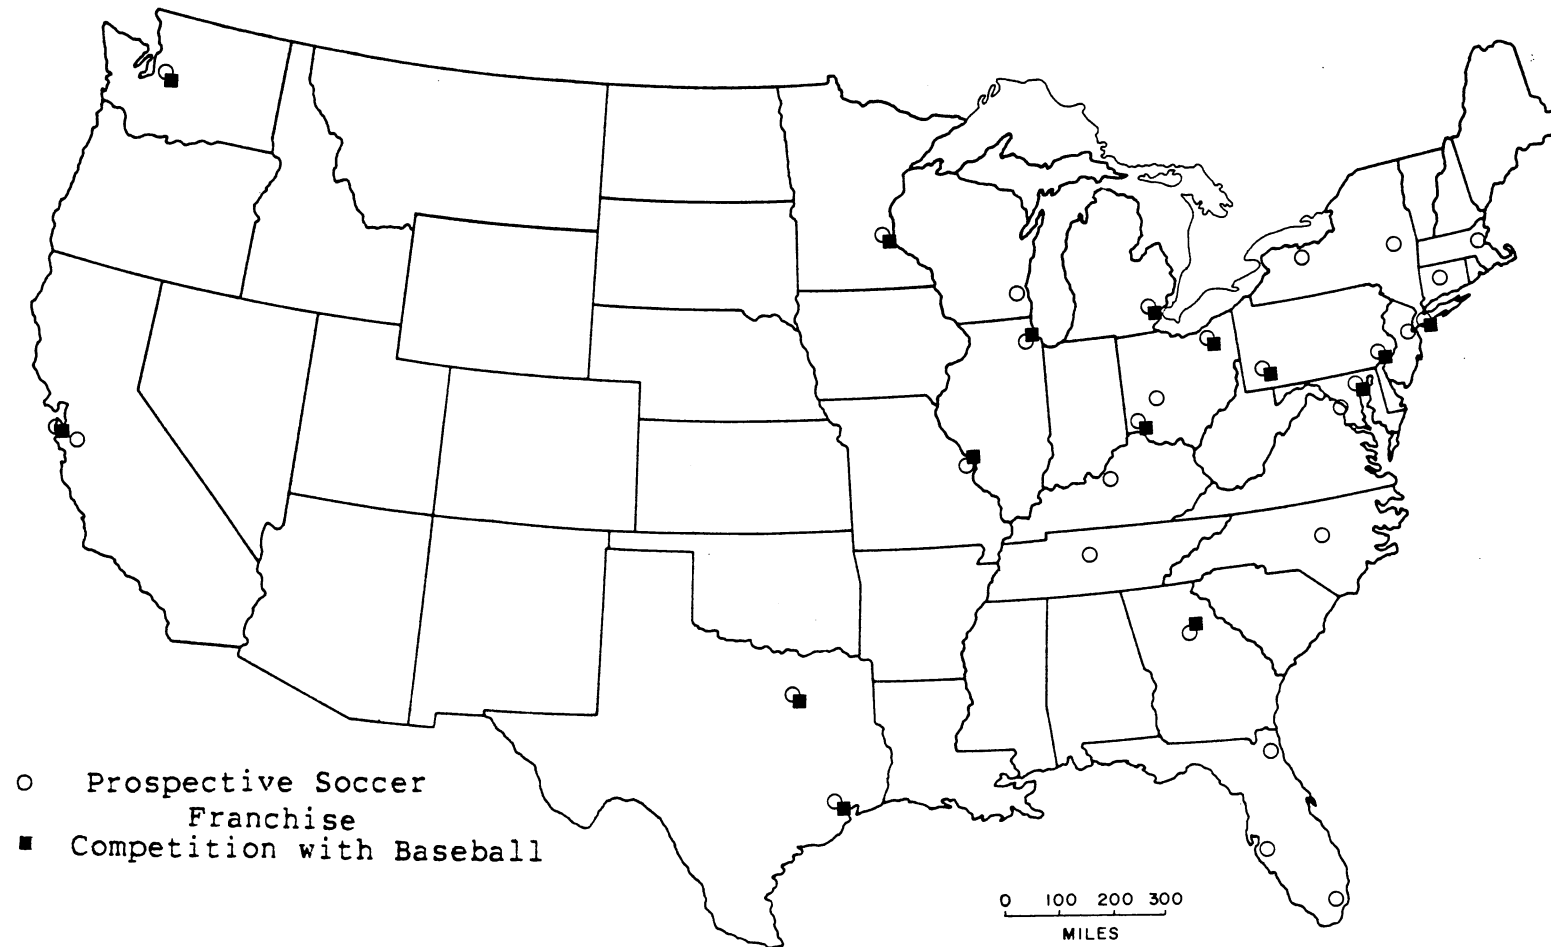 Prospective Soccer
Franchise
Competition with Baseball
0 100 200 300
MILES